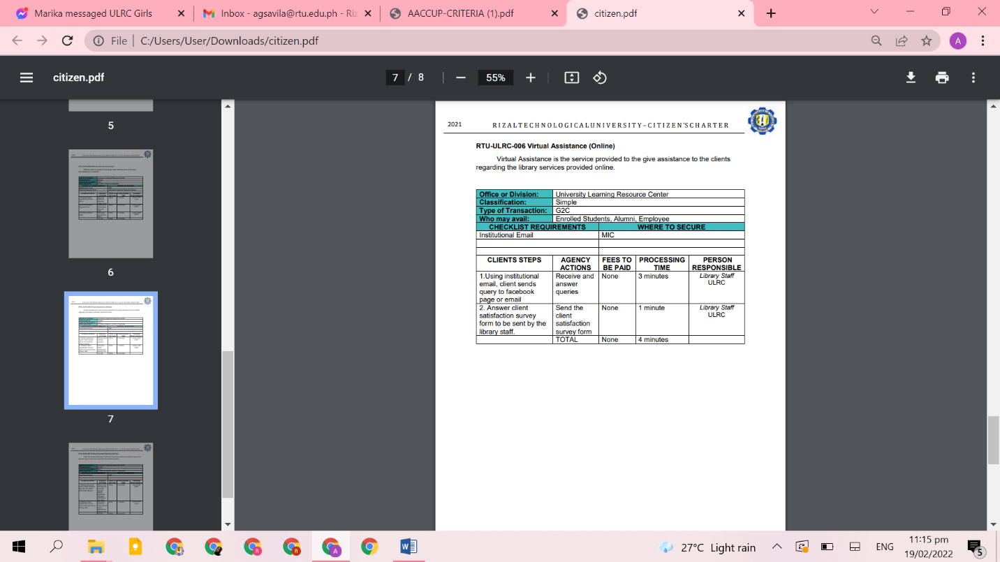 Marika messaged ULRC Girls
Inbox - agsavila@rtu.edu.ph - Riz
AACCUP-CRITERIA (1).pdf
citizen.pdf
File | C:/Users/User/Downloads/citizen.pdf
A
citizen.pdf
7 / 8
55%
5
6
7
2021 RIZALTECHNOLOGICALUNIVERSITY–CITIZEN'SCHARTER
RTU-ULRC-006 Virtual Assistance (Online)
Virtual Assistance is the service provided to the give assistance to the clients
regarding the library services provided online.
Office or Division: University Learning Resource Center
Classification: Simple
Type of Transaction: G2C
Who may avail: Enrolled Students, Alumni, Employee
CHECKLIST REQUIREMENTS WHERE TO SECURE
Institutional Email MIC
CLIENTS STEPS AGENCY FEES TO PROCESSING PERSON
ACTIONS BE PAID TIME RESPONSIBLE
1.Using institutional Receive and None 3 minutes Library Staff
email, client sends answer ULRC
query to facebook queries
page or email
2. Answer client Send the None 1 minute Library Staff
satisfaction survey client ULRC
form to be sent by the satisfaction
library staff. survey form
TOTAL None 4 minutes
R
R
A
27°C Light rain
ENG
11:15 pm
19/02/2022
5